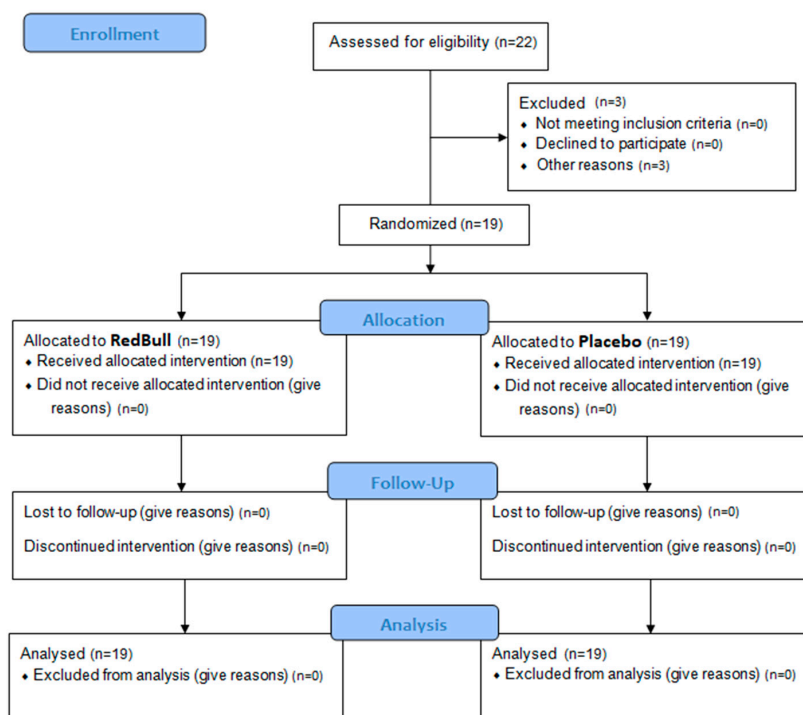 Enrollment
Assessed for eligibility (n=22)
Excluded (n=3)
♦ Not meeting inclusion criteria (n=0)
♦ Declined to participate (n=0)
♦ Other reasons (n=3)
Randomized (n=19)
Allocation
Allocated to RedBull (n=19)
♦ Received allocated intervention (n=19)
♦ Did not receive allocated intervention (give
reasons) (n=0)
Allocated to Placebo (n=19)
♦ Received allocated intervention (n=19)
♦ Did not receive allocated intervention (give
reasons) (n=0)
Follow-Up
Lost to follow-up (give reasons) (n=0)
Discontinued intervention (give reasons) (n=0)
Lost to follow-up (give reasons) (n=0)
Discontinued intervention (give reasons) (n=0)
Analysis
Analysed (n=19)
♦ Excluded from analysis (give reasons) (n=0)
Analysed (n=19)
♦ Excluded from analysis (give reasons) (n=0)